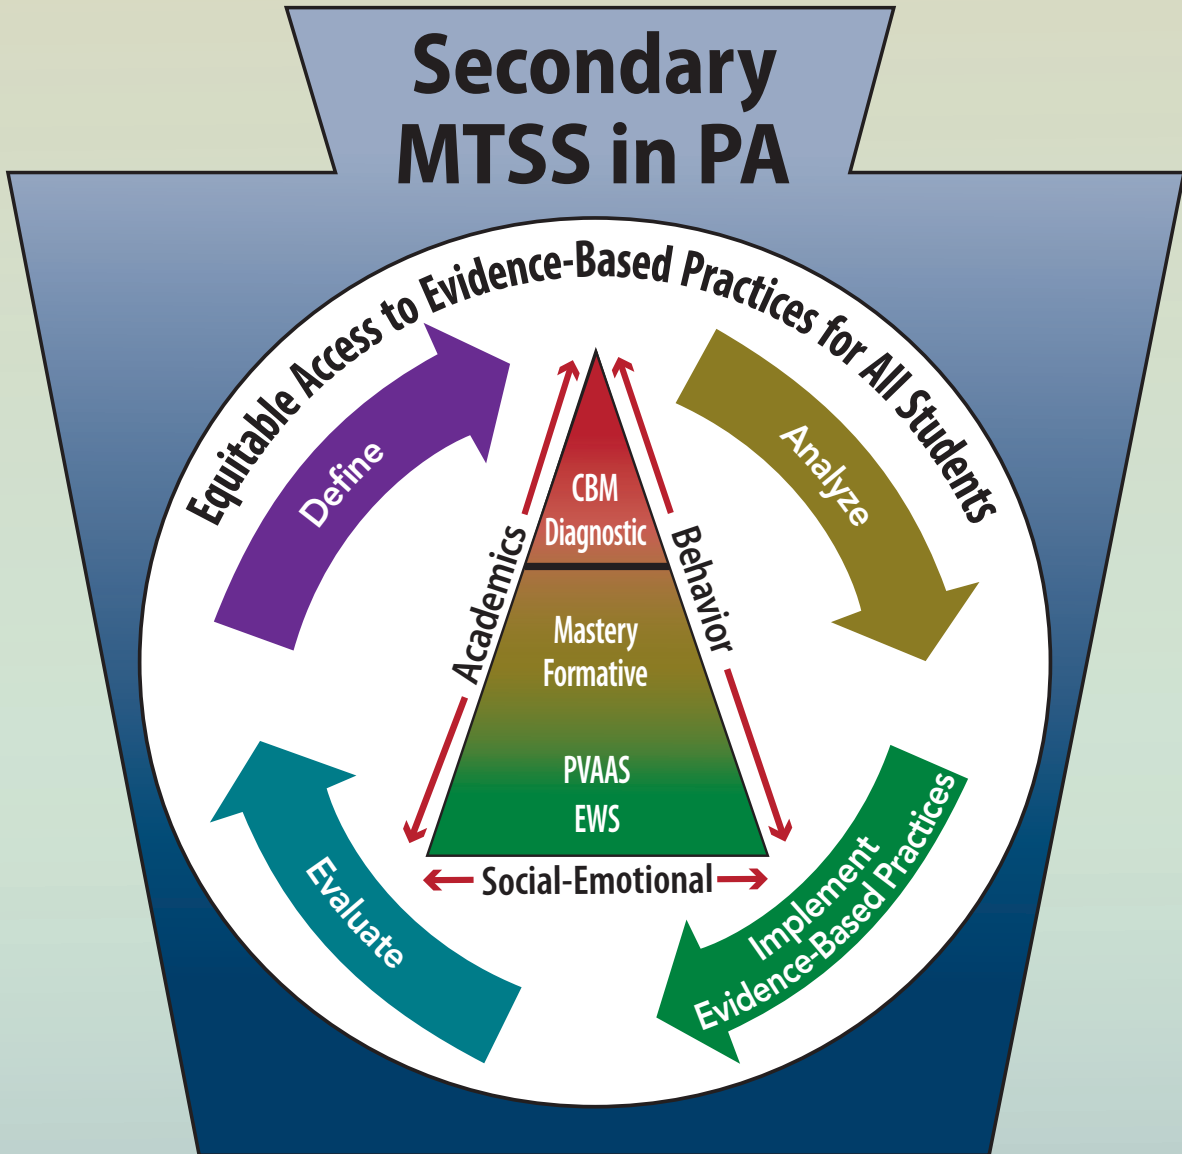 Secondary
MTSS in PA
Equitable Access to Evidence-Based Practices for All Students
Define
Analyze
CBM
Diagnostic
Academics
Behavior
Mastery
Formative
PVAAS
EWS
Social-Emotional
Evaluate
Implement
Evidence-Based Practices